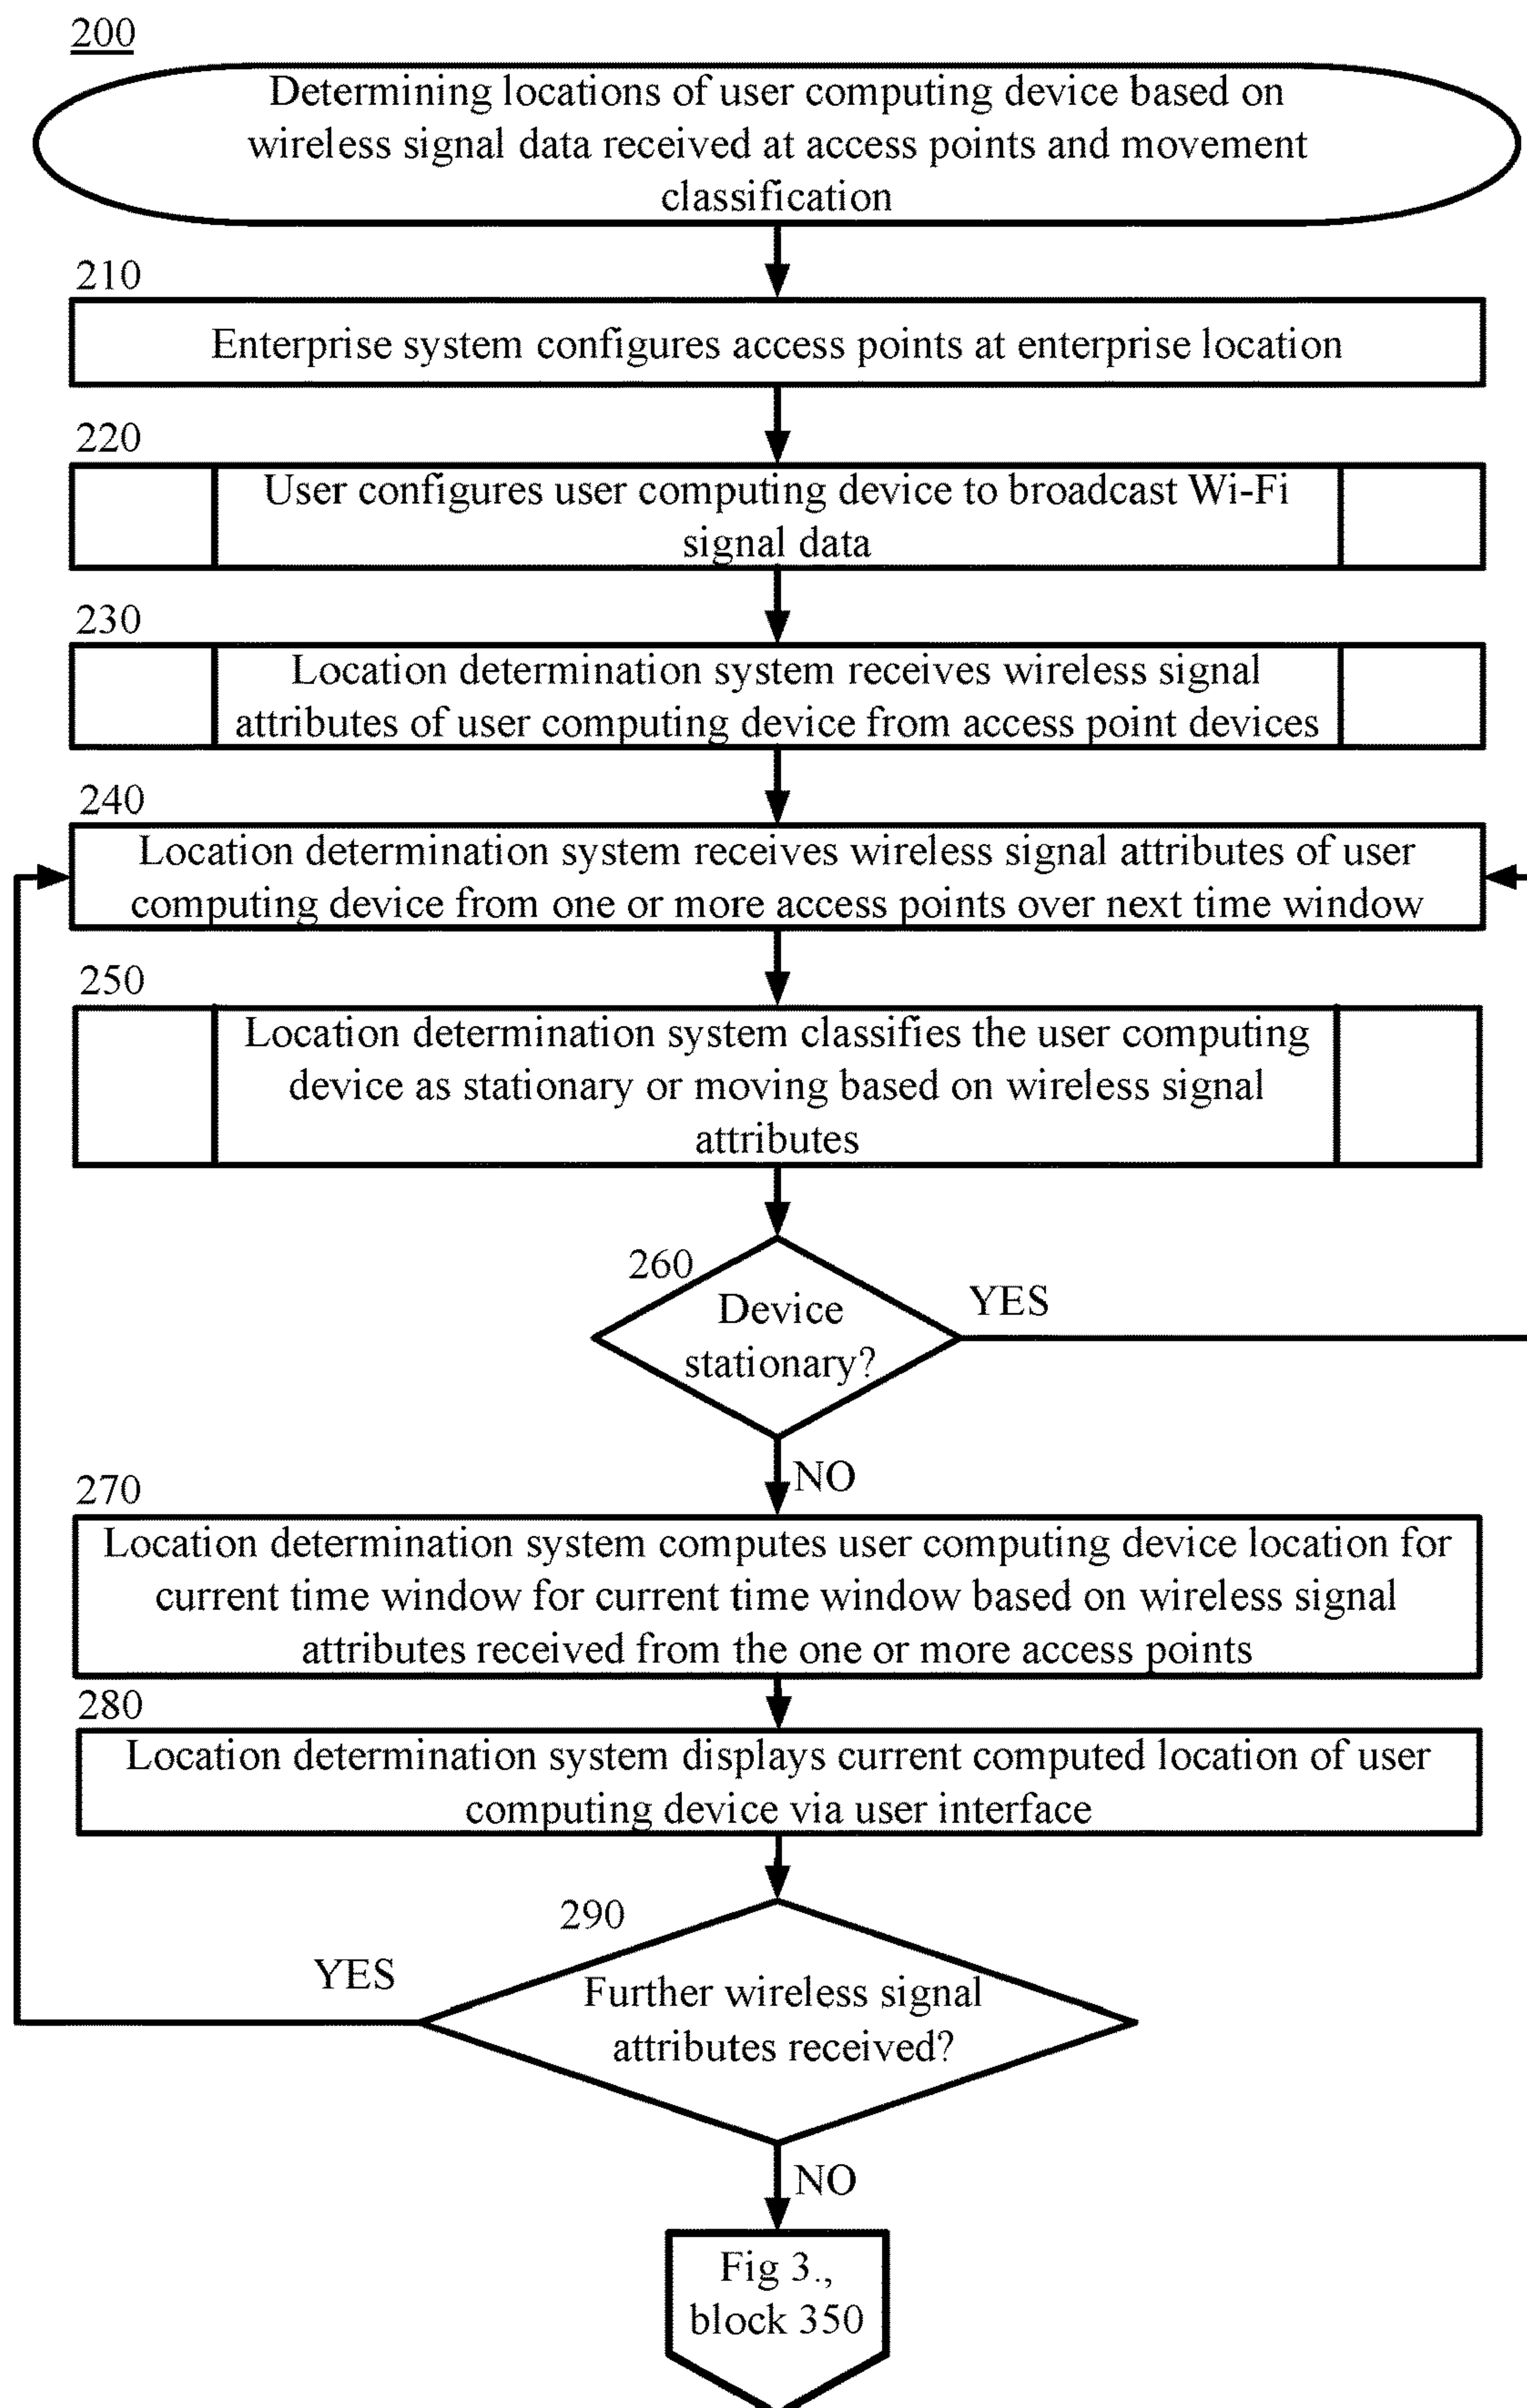 200
Determining locations of user computing device based on
wireless signal data received at access points and movement
classification
210
Enterprise system configures access points at enterprise location
220
User configures user computing device to broadcast Wi-Fi
signal data
230
Location determination system receives wireless signal
attributes of user computing device from access point devices
240
Location determination system receives wireless signal attributes of user
computing device from one or more access points over next time window
250
Location determination system classifies the user computing
device as stationary or moving based on wireless signal
attributes
260
Device
stationary?
YES
NO
270
Location determination system computes user computing device location for
current time window for current time window based on wireless signal
attributes received from the one or more access points
280
Location determination system displays current computed location of user
computing device via user interface
290
YES
Further wireless signal
attributes received?
NO
Fig 3.,
block 350